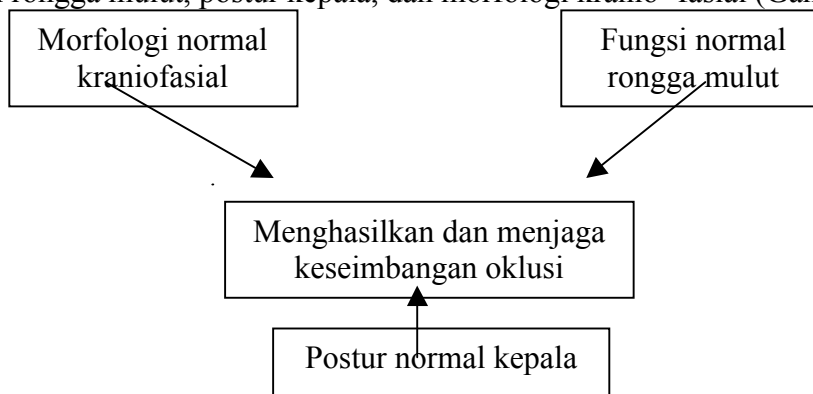 rongga mulut, postur kepala, dan morfologi kranio- fasial
Morfologi normal
kraniofasial
Fungsi normal
rongga mulut
Menghasilkan dan menjaga
keseimbangan oklusi
Postur normal kepala